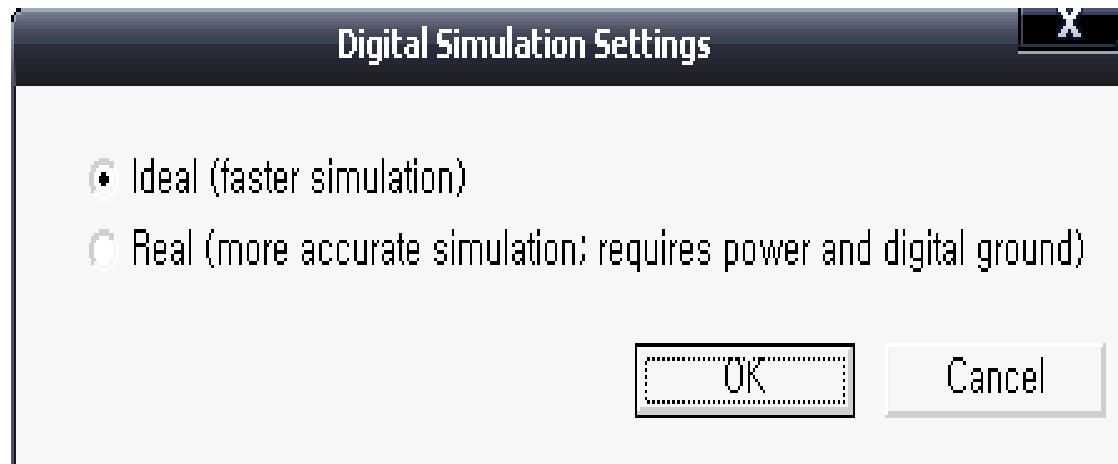 Digital Simulation Settings
X
Ideal (faster simulation)
Real (more accurate simulation; requires power and digital ground)
OK
Cancel